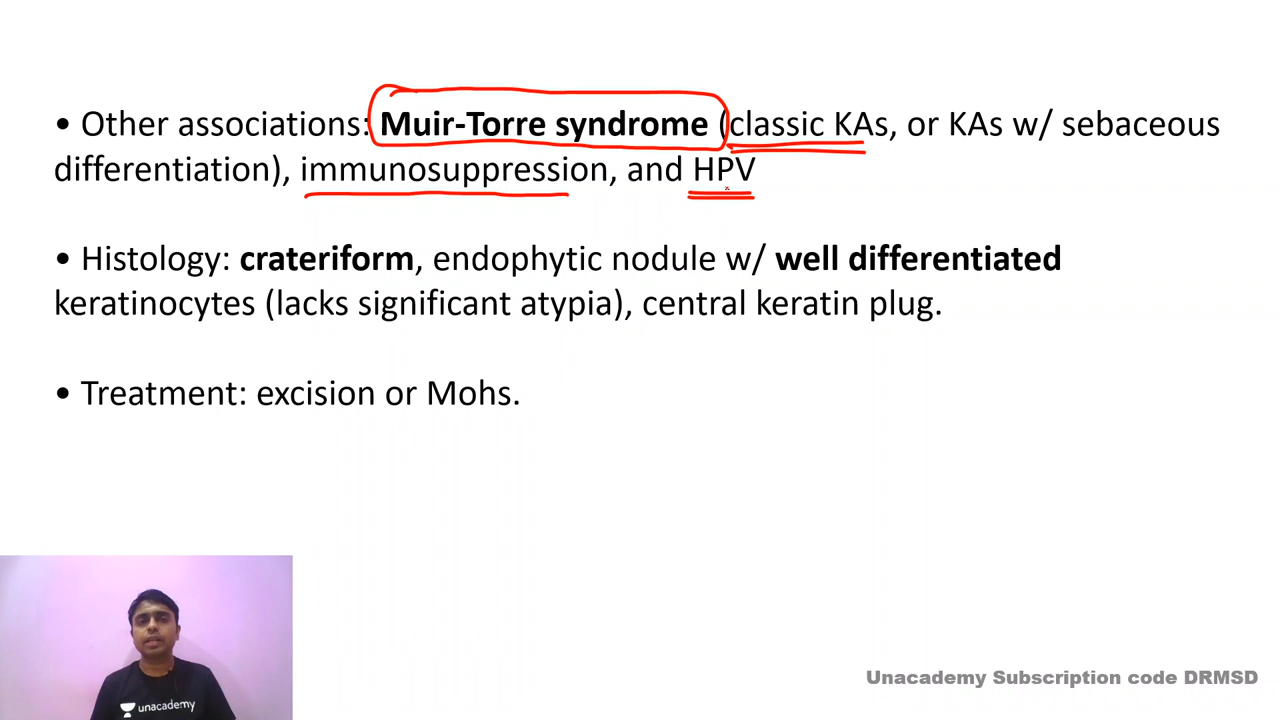 • Other associations: Muir-Torre syndrome (classic KAs, or KAs w/ sebaceous
differentiation), immunosuppression, and HPV
• Histology: crateriform, endophytic nodule w/ well differentiated
keratinocytes (lacks significant atypia), central keratin plug.
• Treatment: excision or Mohs.
unacademy
Unacademy Subscription code DRMSD